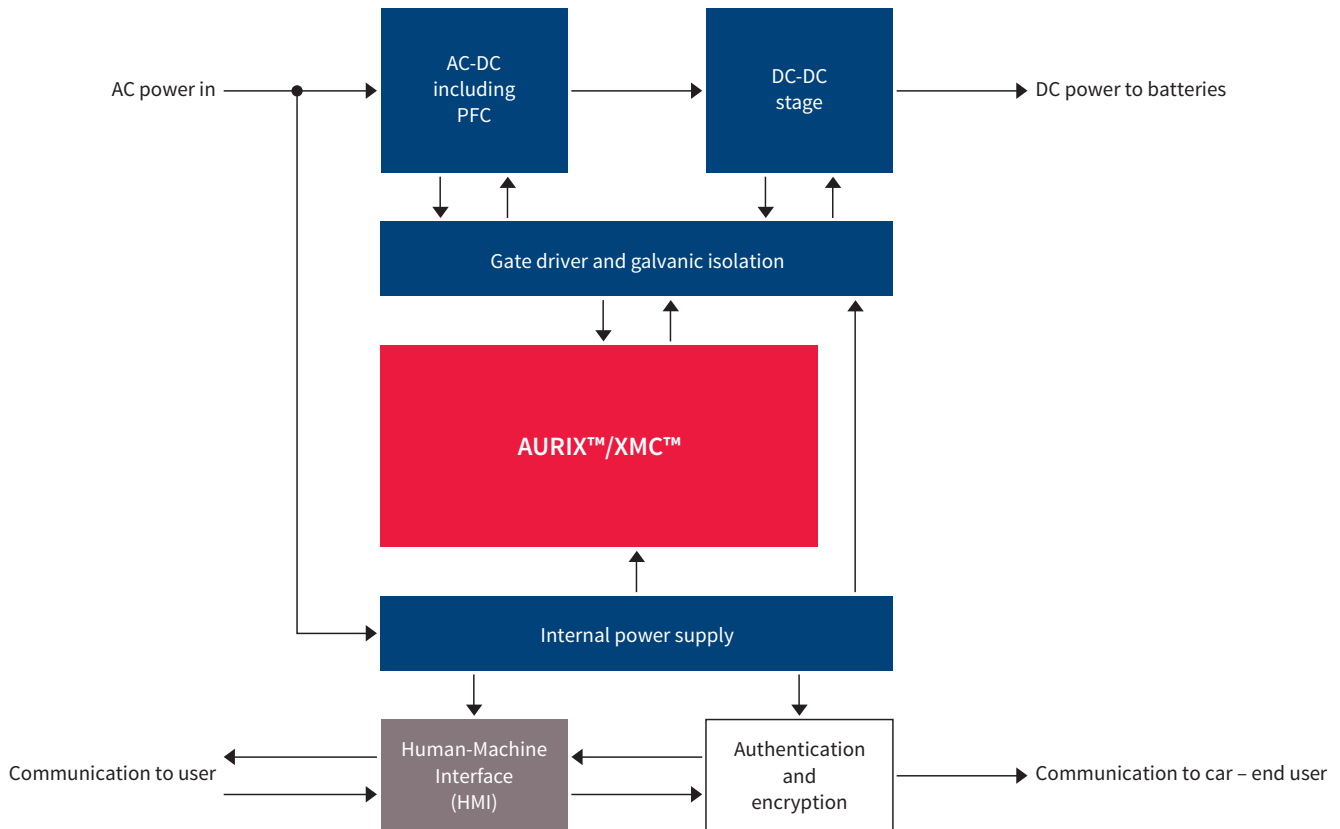 AC power in
AC-DC
including
PFC
DC-DC
stage
DC power to batteries
Gate driver and galvanic isolation
AURIX™/XMC™
Internal power supply
Communication to user
Human-Machine
Interface
(HMI)
Authentication
and
encryption
Communication to car – end user